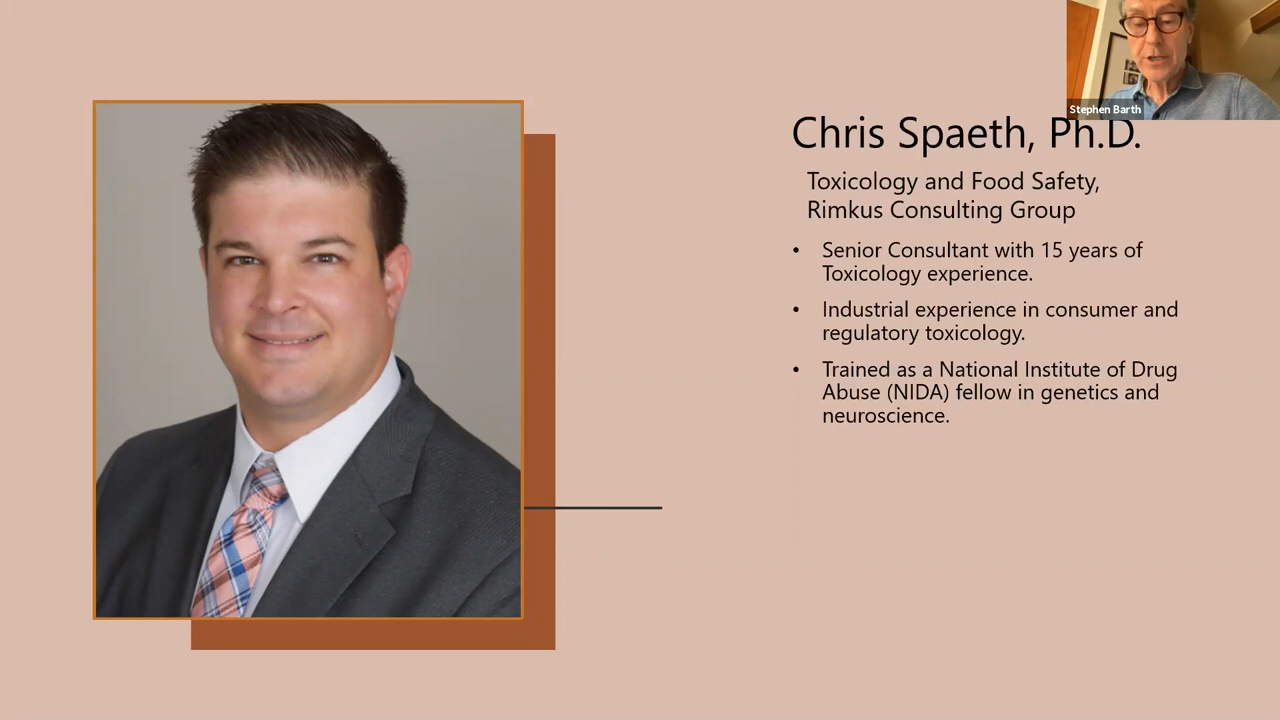 Stephen Barth
Chris Spaeth, Ph.D.
Toxicology and Food Safety,
Rimkus Consulting Group
• Senior Consultant with 15 years of
Toxicology experience.
• Industrial experience in consumer and
regulatory toxicology.
• Trained as a National Institute of Drug
Abuse (NIDA) fellow in genetics and
neuroscience.